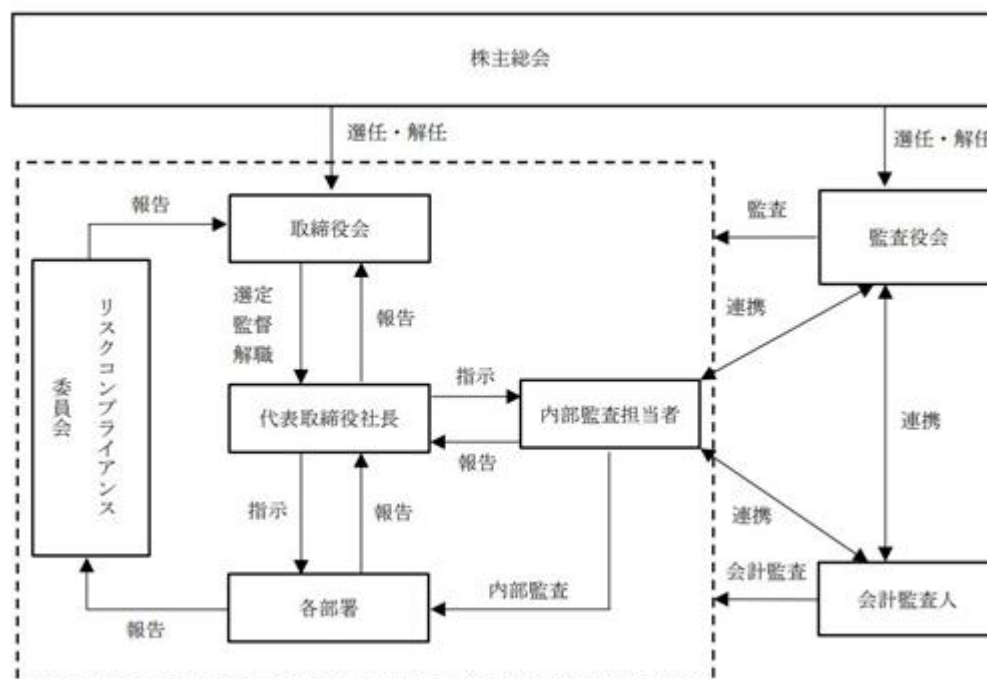 株主総会
選任・解任
選任・解任
報告
取締役会
監査
監査役会
リスクコンプライアンス
委員会
選定
監督
解職
報告
連携
指示
代表取締役社長
内部監査担当者
報告
連携
指示
報告
連携
各部署
内部監査
会計監査
会計監査人
報告